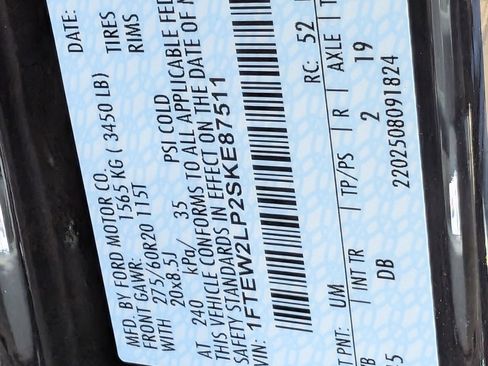 MFD. BY FORD MOTOR CO.
DATE:
FRONT GAWR: 1565 KG ( 3450 LB)
WITH 275/60R20 115T TIRES
20x8.5J RIMS
AT 240 kPa/ 35 PSI COLD
THIS VEHICLE CONFORMS TO ALL APPLICABLE FED
SAFETY STANDARDS IN EFFECT ON THE DATE OF M
VIN: 1FTEW2LP2SKE87511
T PNT: UM RC: 52
INT TR TP/PS R AXLE
DB 2 19
2202508091824